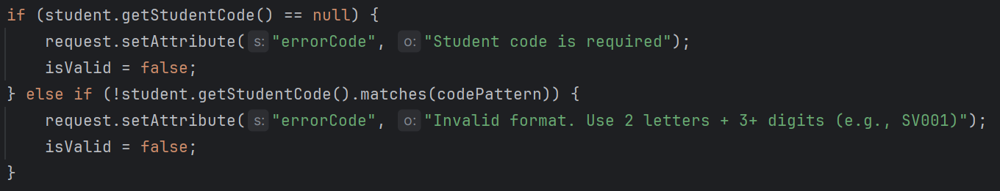 if (student.getStudentCode() == null) {
    request.setAttribute( s: "errorCode", o: "Student code is required");
    isValid = false;
} else if (!student.getStudentCode().matches(codePattern)) {
    request.setAttribute( s: "errorCode", o: "Invalid format. Use 2 letters + 3+ digits (e.g., SV001)");
    isValid = false;
}